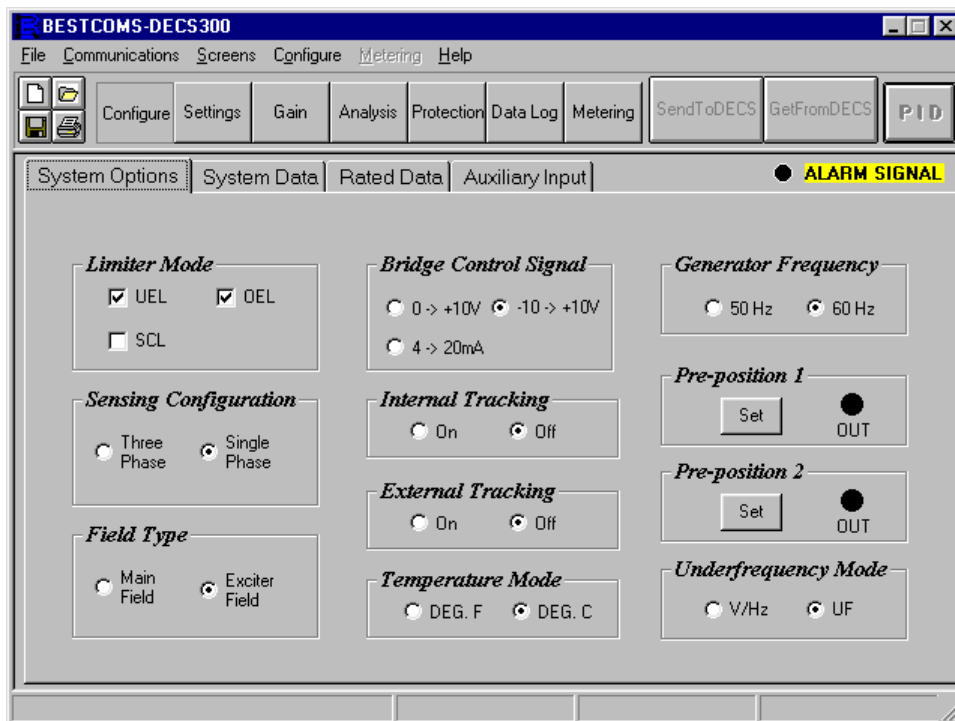 BESTCOMS-DECS300
File Communications Screens Configure Metering Help
Configure Settings Gain Analysis Protection Data Log Metering SendToDECS GetFromDECS PID
System Options System Data Rated Data Auxiliary Input ALARM SIGNAL
Limiter Mode
UEL OEL
SCL
Sensing Configuration
Three Phase Single Phase
Field Type
Main Field Exciter Field
Bridge Control Signal
0 -> +10V -10 -> +10V
4 -> 20mA
Internal Tracking
On Off
External Tracking
On Off
Temperature Mode
DEG. F DEG. C
Generator Frequency
50 Hz 60 Hz
Pre-position 1
Set OUT
Pre-position 2
Set OUT
Underfrequency Mode
V/Hz UF